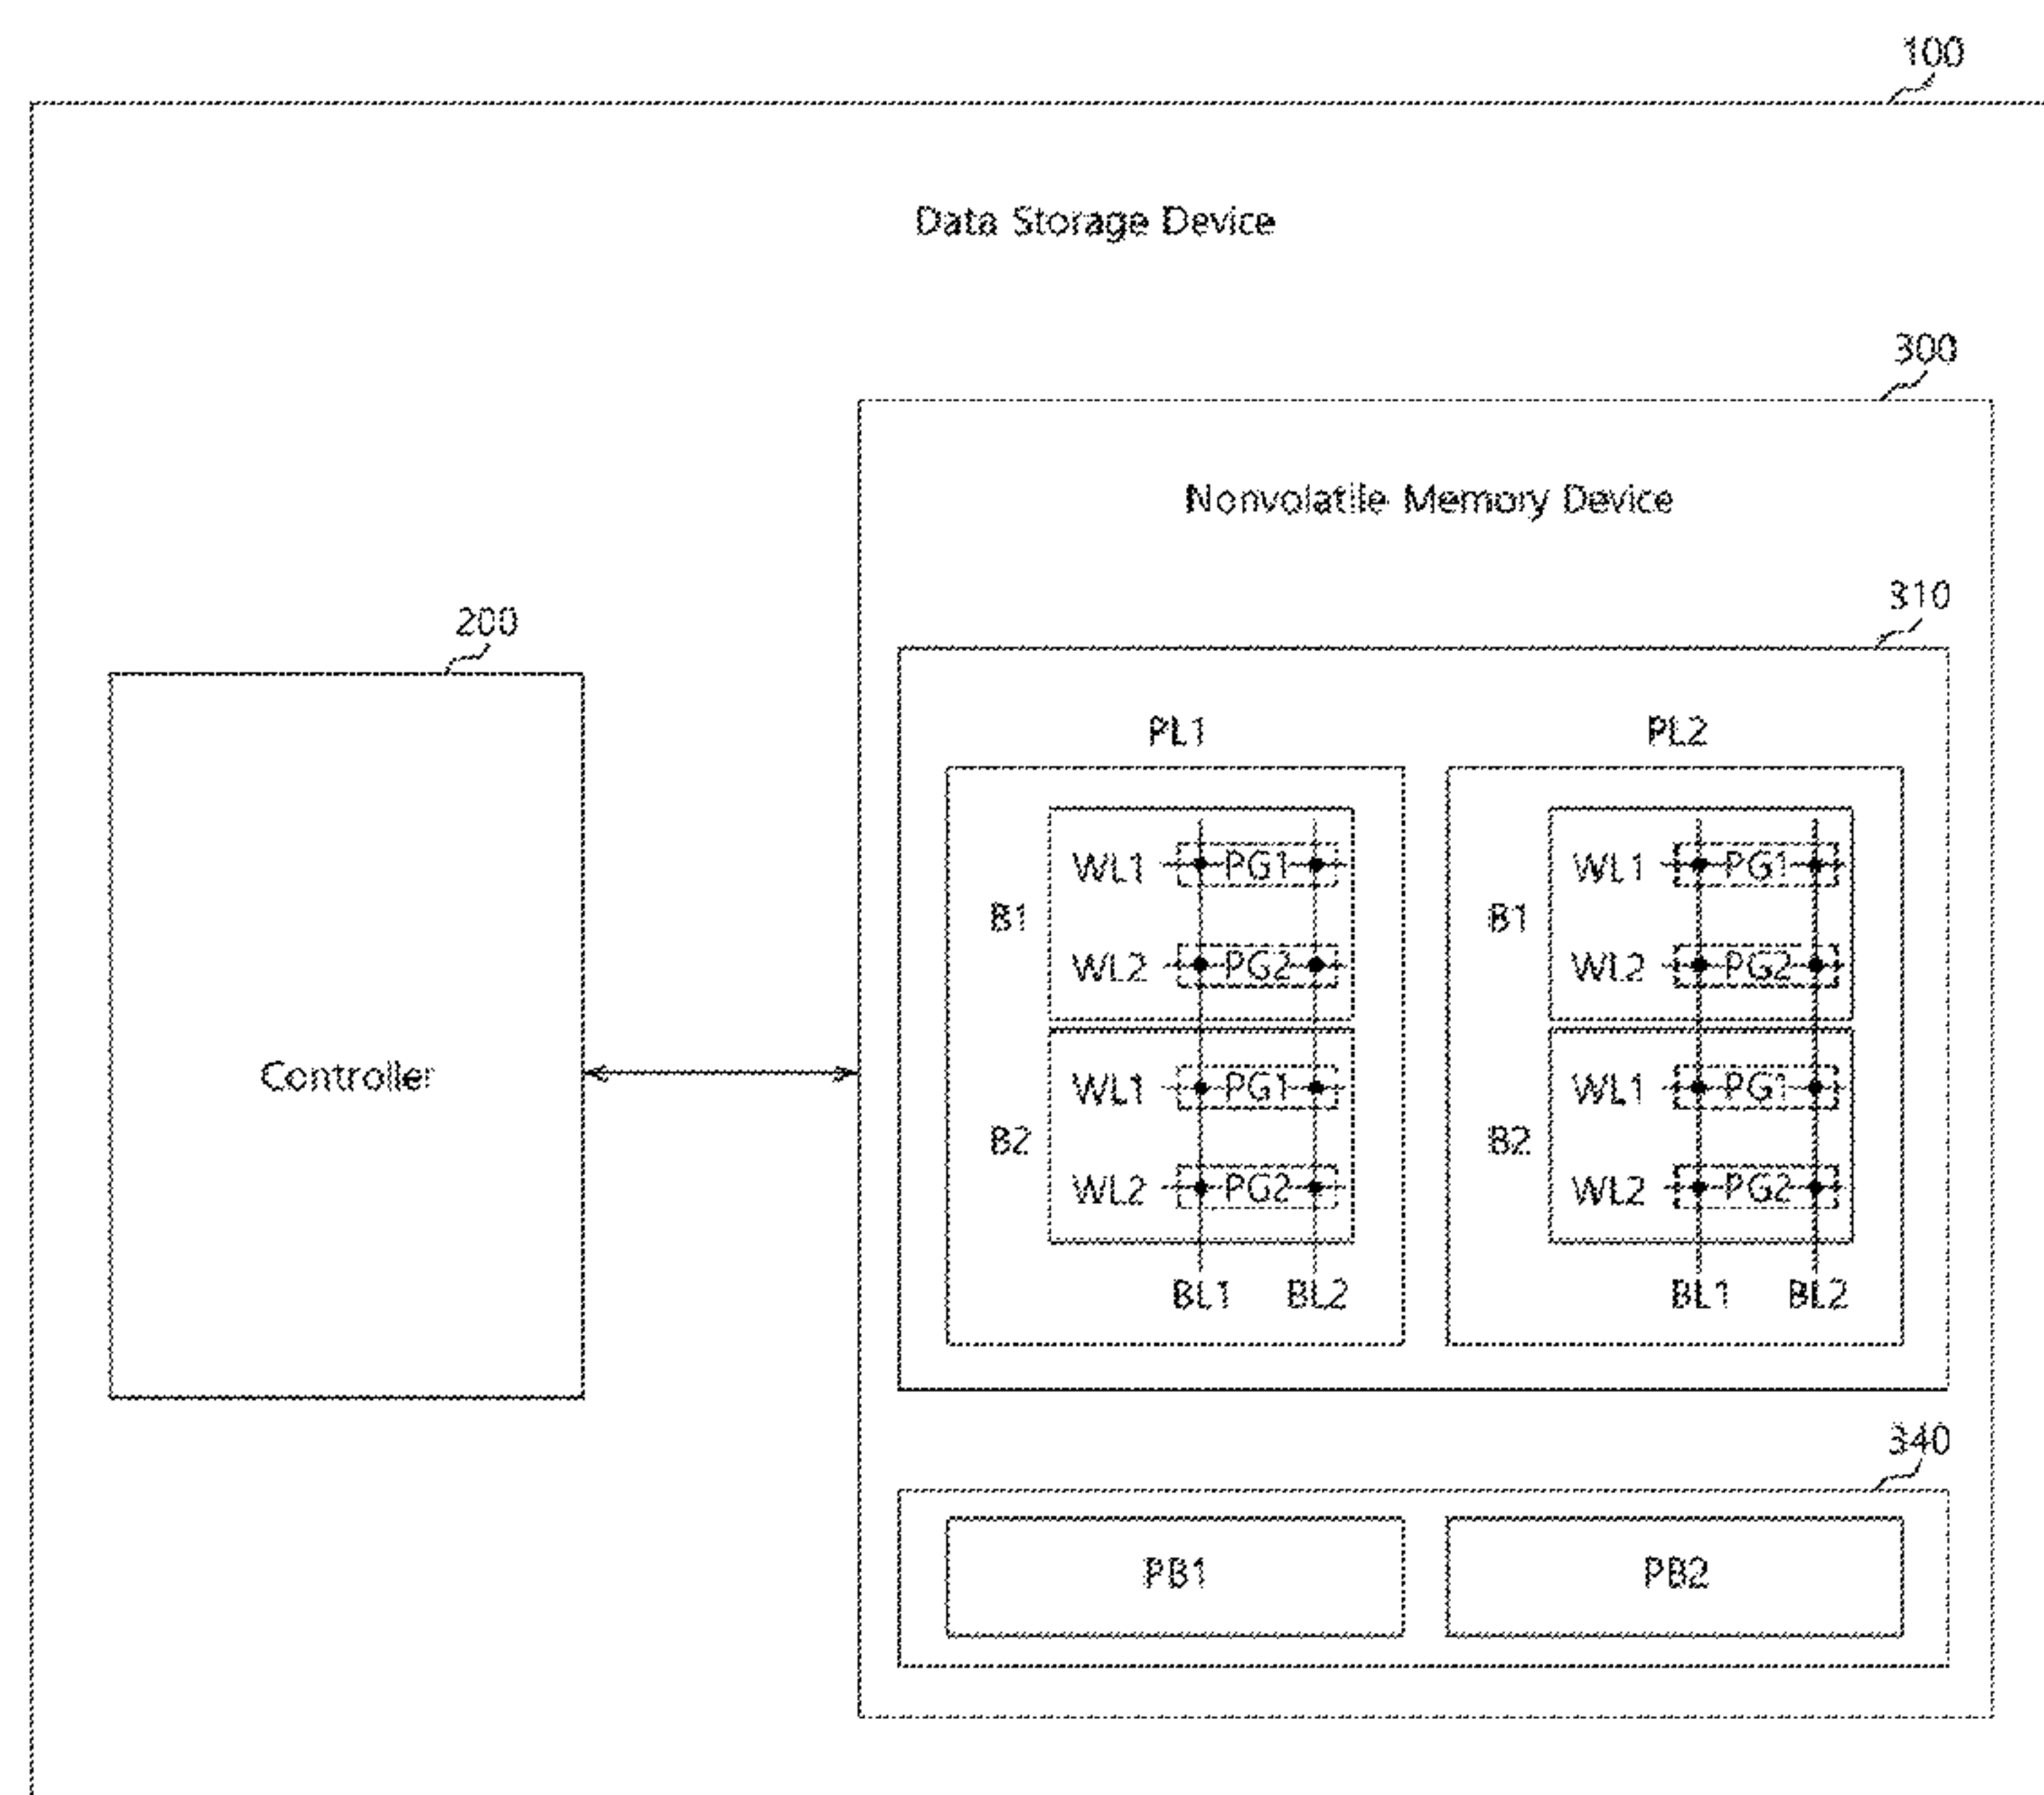 100
Data Storage Device
300
Nonvolatile Memory Device
310
200
PL1 PL2
WL1 PG1 WL1 PG1
B1 B1
WL2 PG2 WL2 PG2
Controller
WL1 PG1 WL1 PG1
B2 B2
WL2 PG2 WL2 PG2
BL1 BL2 BL1 BL2
340
PB1 PB2